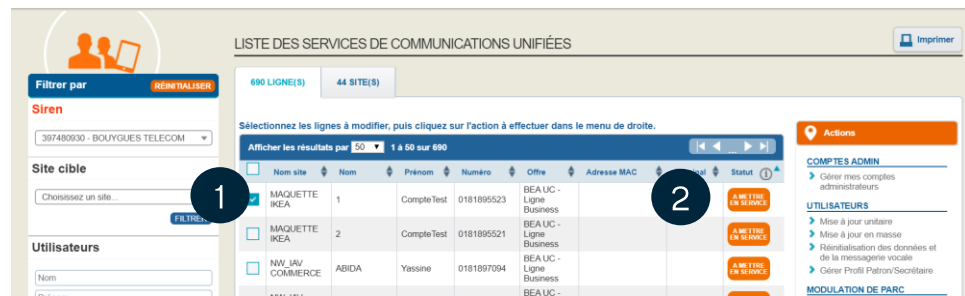 LISTE DES SERVICES DE COMMUNICATIONS UNIFIÉES
Imprimer
Filtrer par
RÉINITIALISER
Siren
397480930 - BOUYGUES TELECOM
Site cible
Choisissez un site...
FILTRER
Utilisateurs
Nom
690 LIGNE(S)
44 SITE(S)
Sélectionnez les lignes à modifier, puis cliquez sur l'action à effectuer dans le menu de droite.
Afficher les résultats par 50 1 à 50 sur 690
...
Nom site Nom Prénom Numéro Offre Adresse MAC Statut
1
2
MAQUETTE IKEA 1 CompteTest 0181895523 BEA UC - Ligne Business A METTRE EN SERVICE
MAQUETTE IKEA 2 CompteTest 0181895521 BEA UC - Ligne Business A METTRE EN SERVICE
NW_IAV COMMERCE ABIDA Yassine 0181897094 BEA UC - Ligne Business A METTRE EN SERVICE
BEA UC -
Actions
COMPTES ADMIN
Gérer mes comptes
administrateurs
UTILISATEURS
Mise à jour unitaire
Mise à jour en masse
Réinitialisation des données et
de la messagerie vocale
Gérer Profil Patron/Secrétaire
MODULATION DE PARC